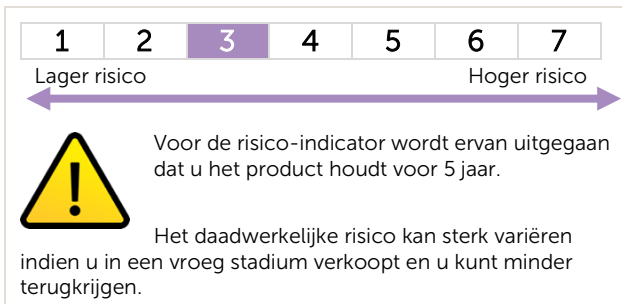 1 2 3 4 5 6 7
Lager risico Hoger risico
Voor de risico-indicator wordt ervan uitgegaan
dat u het product houdt voor 5 jaar.
Het daadwerkelijke risico kan sterk variëren
indien u in een vroeg stadium verkoopt en u kunt minder
terugkrijgen.